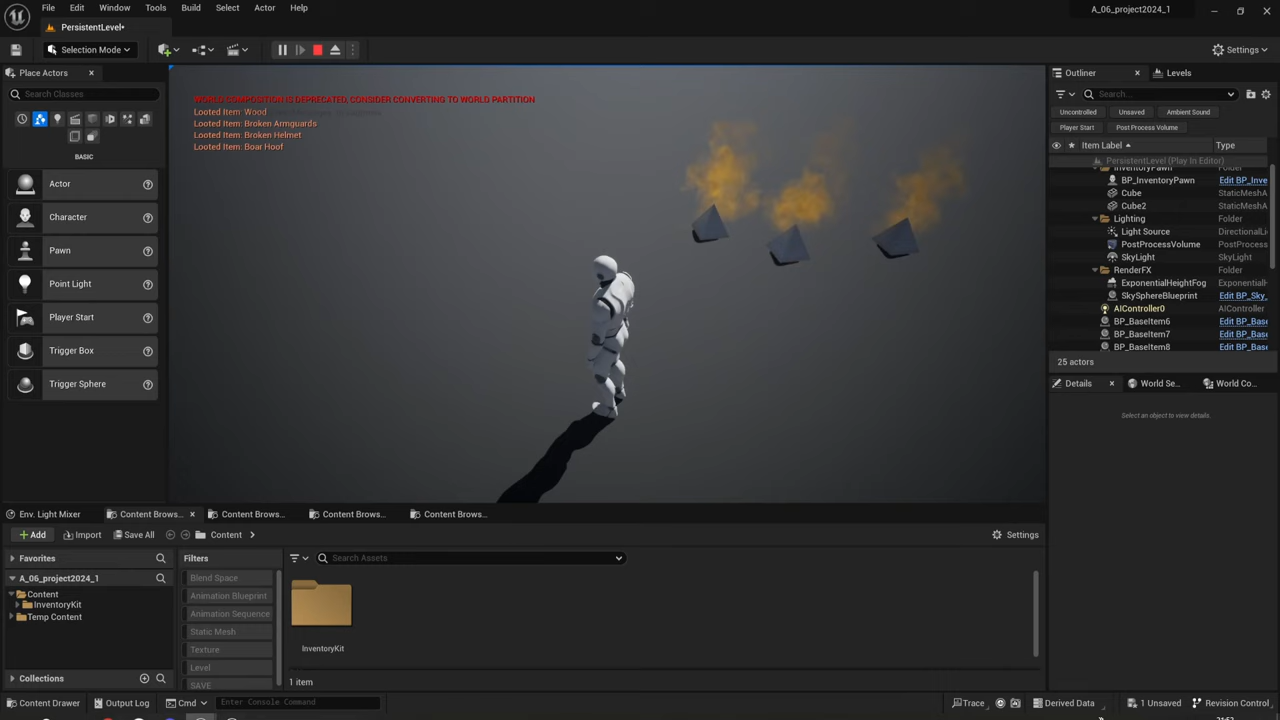 File Edit Window Tools Build Select Actor Help
A_06_project2024_1
PersistentLevel•
Selection Mode
Settings
Place Actors
Search Classes
BASIC
Actor
Character
Pawn
Point Light
Player Start
Trigger Box
Trigger Sphere
WORLD COMPOSITION IS DEPRECATED, CONSIDER CONVERTING TO WORLD PARTITION
Looted Item: Wood
Looted Item: Broken Armguards
Looted Item: Broken Helmet
Looted Item: Boar Hoof
Outliner
Levels
Search...
Uncontrolled Unsaved Ambient Sound
Player Start Post Process Volume
Item Label Type
PersistentLevel (Play In Editor)
InventoryPawn Folder
BP_InventoryPawn Edit BP_Inve
Cube StaticMeshA
Cube2 StaticMeshA
Lighting Folder
Light Source DirectionalLi
PostProcessVolume PostProcess
SkyLight SkyLight
RenderFX Folder
ExponentialHeightFog ExponentialH
SkySphereBlueprint Edit BP_Sky_
AIController0 AIController
BP_BaseItem6 Edit BP_Base
BP_BaseItem7 Edit BP_Base
BP_BaseItem8 Edit BP_Base
25 actors
Details
World Se...
World Co...
Select an object to view details.
Env. Light Mixer
Content Brows...
Content Brows...
Content Brows...
Content Brows...
Add
Import
Save All
Content
Settings
Favorites
A_06_project2024_1
Content
InventoryKit
Temp Content
Collections
Filters
Blend Space
Animation Blueprint
Animation Sequence
Static Mesh
Texture
Level
SAVE
Search Assets
InventoryKit
1 item
Content Drawer
Output Log
Cmd
Enter Console Command
Trace
Derived Data
1 Unsaved
Revision Control